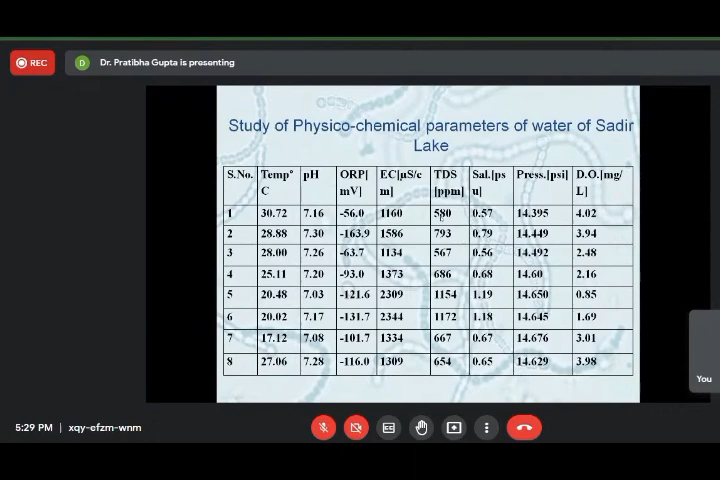 REC
D Dr. Pratibha Gupta is presenting
Study of Physico-chemical parameters of water of Sadir
Lake
S.No. Temp° pH ORP[ EC[µS/c TDS Sal.[ps Press.[psi] D.O.[mg/
C mV] m] [ppm] u] L]
1 30.72 7.16 -56.0 1160 580 0.57 14.395 4.02
2 28.88 7.30 -163.9 1586 793 0.79 14.449 3.94
3 28.00 7.26 -63.7 1134 567 0.56 14.492 2.48
4 25.11 7.20 -93.0 1373 686 0.68 14.60 2.16
5 20.48 7.03 -121.6 2309 1154 1.19 14.650 0.85
6 20.02 7.17 -131.7 2344 1172 1.18 14.645 1.69
7 17.12 7.08 -101.7 1334 667 0.67 14.676 3.01
8 27.06 7.28 -116.0 1309 654 0.65 14.629 3.98
You
5:29 PM | xqy-efzm-wnm
CC